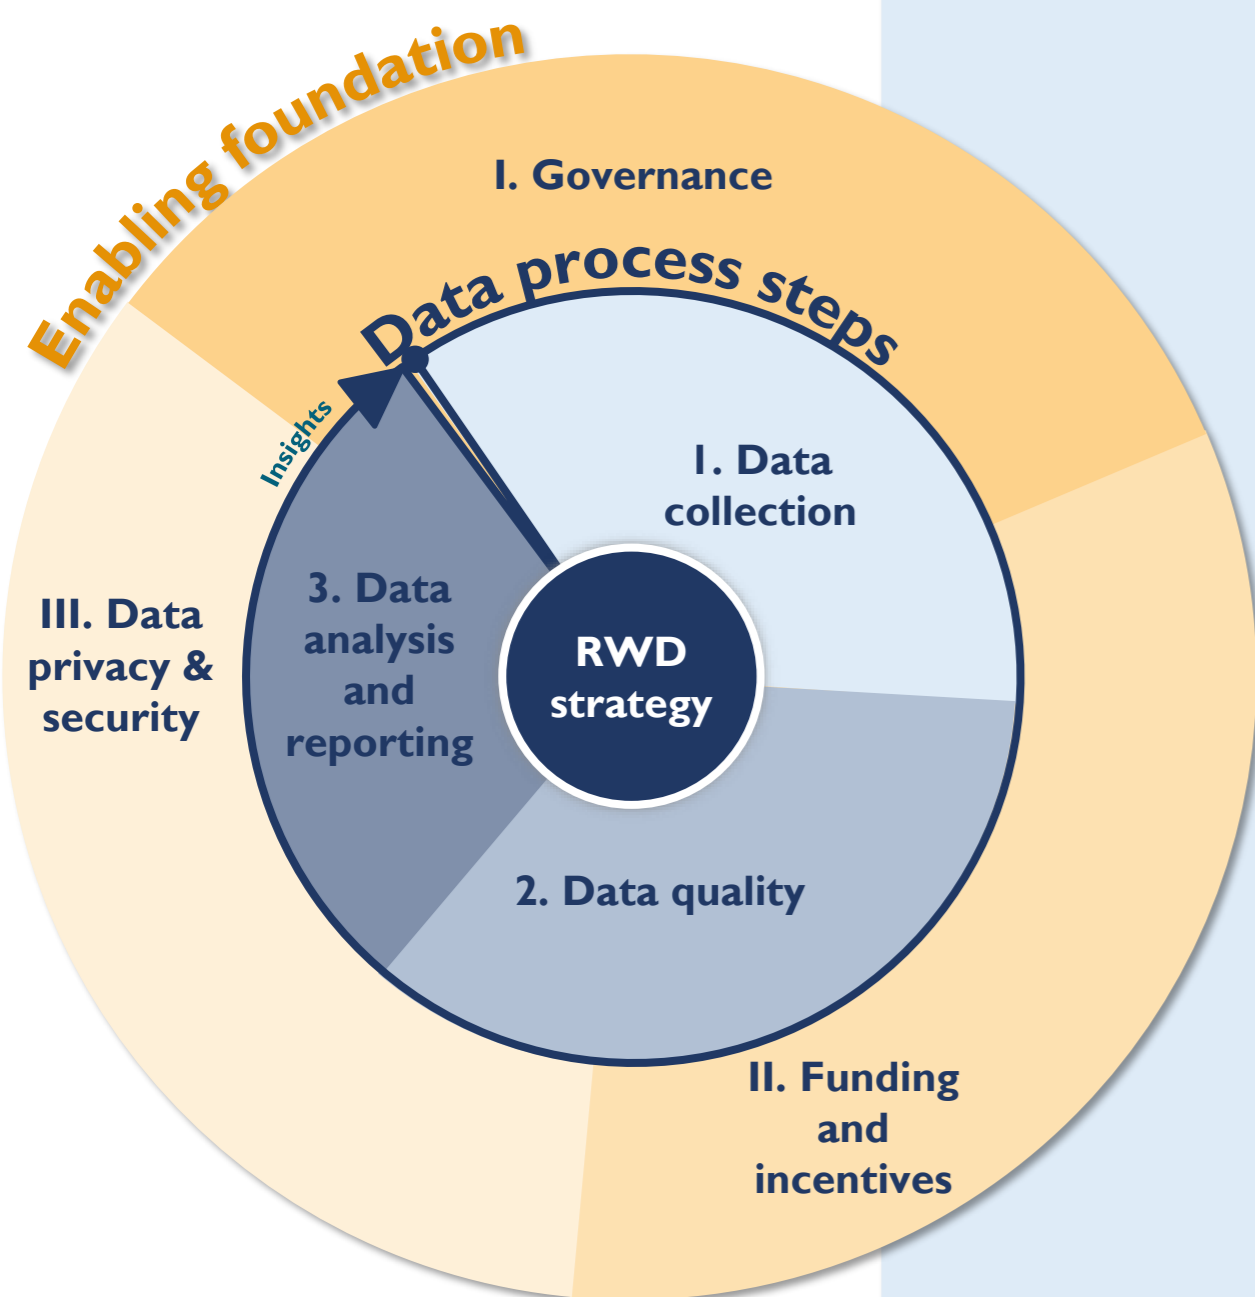 Enabling foundation
I. Governance
Data process steps
Insights
1. Data
collection
3. Data
analysis
and
reporting
RWD
strategy
III. Data
privacy &
security
2. Data quality
II. Funding
and
incentives